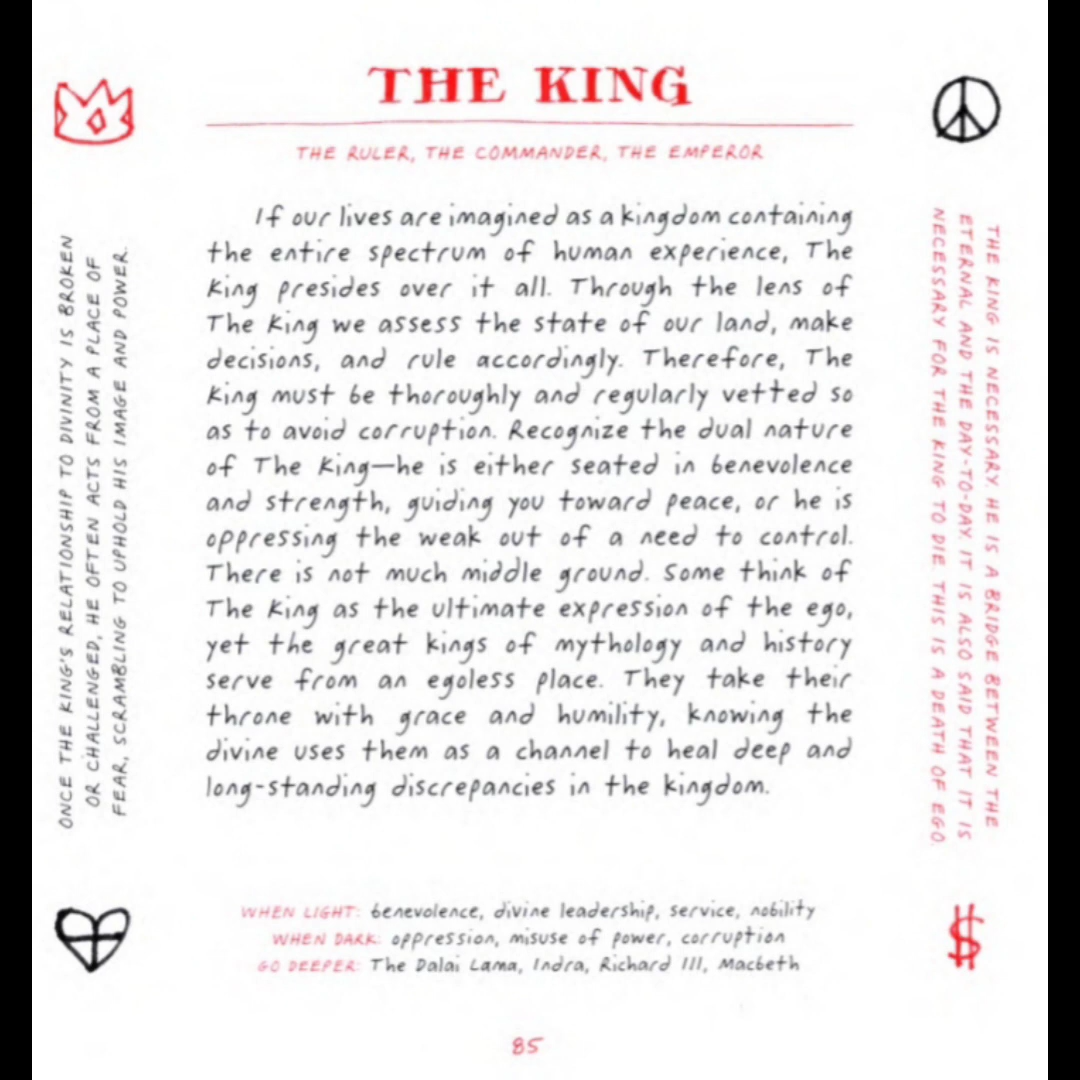 THE KING
THE RULER, THE COMMANDER, THE EMPEROR
If our lives are imagined as a kingdom containing
the entire spectrum of human experience, The
King presides over it all. Through the lens of
The King we assess the state of our land, make
decisions, and rule accordingly. Therefore, The
King must be thoroughly and regularly vetted so
as to avoid corruption. Recognize the dual nature
of The King—he is either seated in benevolence
and strength, guiding you toward peace, or he is
oppressing the weak out of a need to control.
There is not much middle ground. Some think of
The King as the ultimate expression of the ego,
yet the great kings of mythology and history
serve from an egoless place. They take their
throne with grace and humility, knowing the
divine uses them as a channel to heal deep and
long-standing discrepancies in the kingdom.
ONCE THE KING'S RELATIONSHIP TO DIVINITY IS BROKEN
OR CHALLENGED, HE OFTEN ACTS FROM A PLACE OF
FEAR, SCRAMBLING TO UPHOLD HIS IMAGE AND POWER.
THE KING IS NECESSARY. HE IS A BRIDGE BETWEEN THE
ETERNAL AND THE DAY-TO-DAY. IT IS ALSO SAID THAT IT IS
NECESSARY FOR THE KING TO DIE. THIS IS A DEATH OF EGO.
WHEN LIGHT: benevolence, divine leadership, service, nobility
WHEN DARK: oppression, misuse of power, corruption
GO DEEPER: The Dalai Lama, Indra, Richard III, Macbeth
$
85